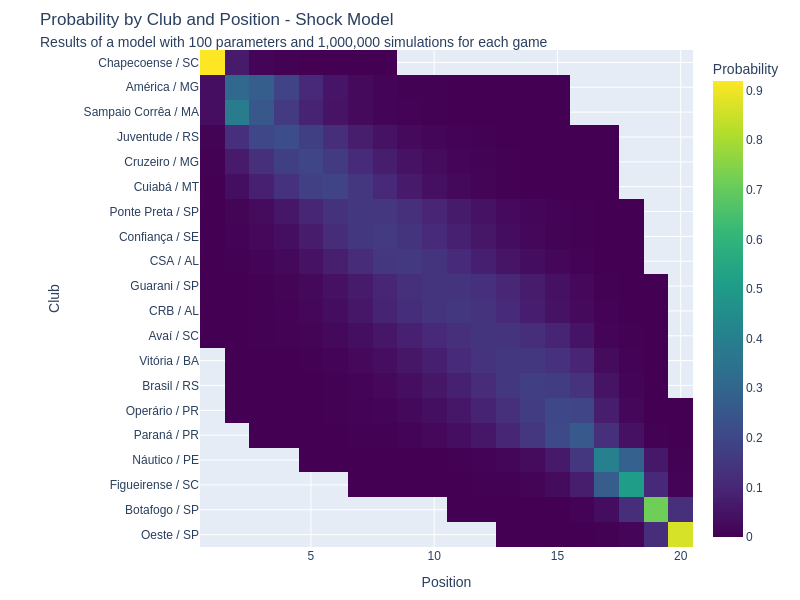 Probability by Club and Position - Shock Model
Results of a model with 100 parameters and 1,000,000 simulations for each game
Probability
Chapecoense / SC
América / MG
Sampaio Corrêa / MA
Juventude / RS
Cruzeiro / MG
Cuiabá / MT
Ponte Preta / SP
Confiança / SE
CSA / AL
Guarani / SP
CRB / AL
Avaí / SC
Vitória / BA
Brasil / RS
Operário / PR
Paraná / PR
Náutico / PE
Figueirense / SC
Botafogo / SP
Oeste / SP
Club
5
10
15
20
Position
0.9
0.8
0.7
0.6
0.5
0.4
0.3
0.2
0.1
0